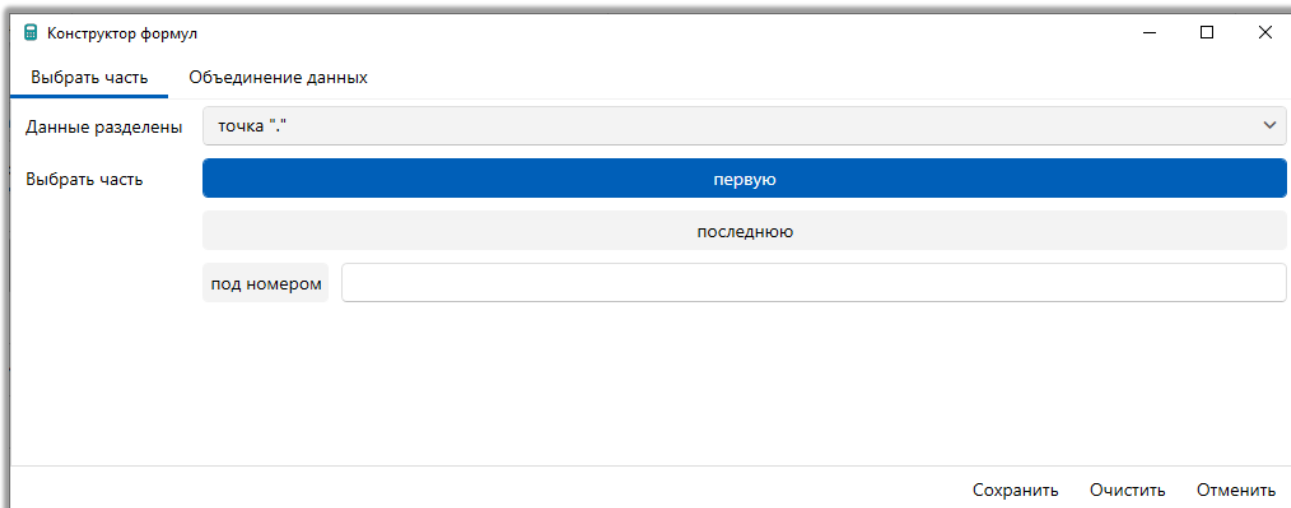 Конструктор формул
Выбрать часть Объединение данных
Данные разделены точка "."
Выбрать часть первую
последнюю
под номером
Сохранить Очистить Отменить